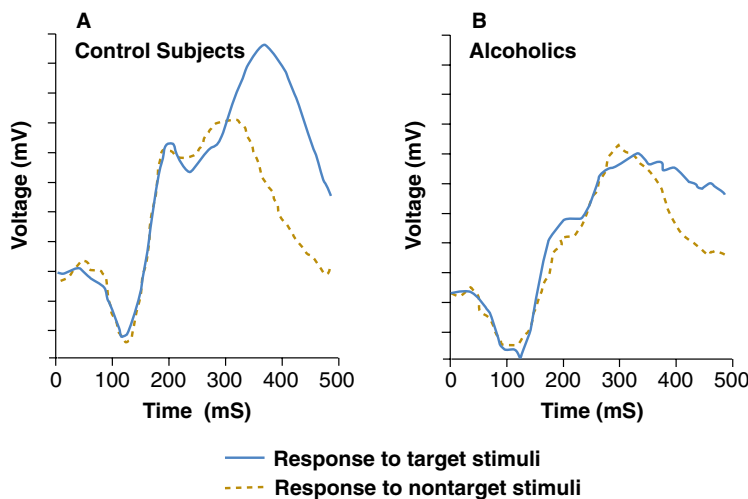 A
Control Subjects
Voltage (mV)
0 100 200 300 400 500
Time (mS)
B
Alcoholics
Voltage (mV)
0 100 200 300 400 500
Time (mS)
Response to target stimuli
Response to nontarget stimuli